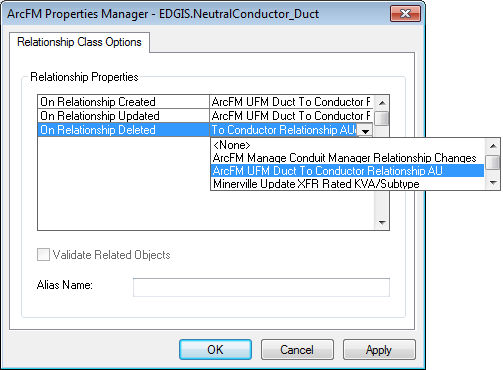 ArcFM Properties Manager - EDGIS.NeutralConductor_Duct
Relationship Class Options
Relationship Properties
On Relationship Created ArcFM UFM Duct To Conductor F
On Relationship Updated ArcFM UFM Duct To Conductor F
On Relationship Deleted To Conductor Relationship AU
<None>
ArcFM Manage Conduit Manager Relationship Changes
ArcFM UFM Duct To Conductor Relationship AU
Minerville Update XFR Rated KVA/Subtype
Validate Related Objects
Alias Name:
OK Cancel Apply